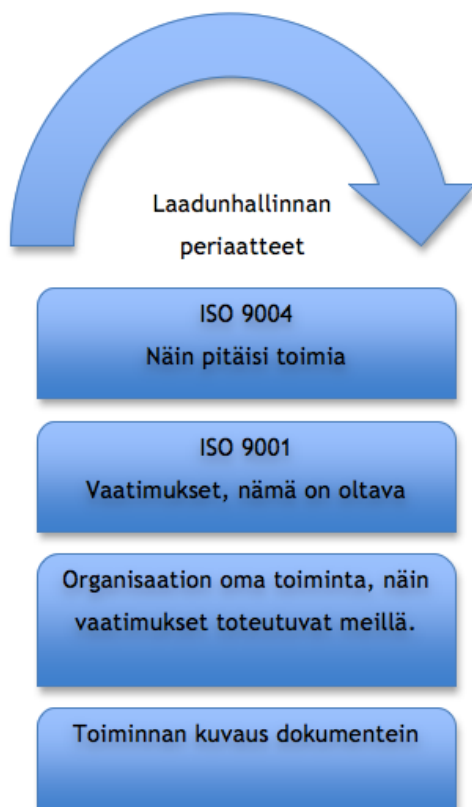 Laadunhallinnan
periaatteet
ISO 9004
Näin pitäisi toimia
ISO 9001
Vaatimukset, nämä on oltava
Organisaation oma toiminta, näin
vaatimukset toteutuvat meillä.
Toiminnan kuvaus dokumentein